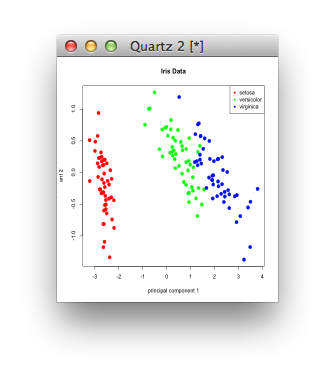 Quartz 2 [*]
Iris Data
setosa
versicolor
virginica
1.0
0.5
0.0
-0.5
-1.0
-3
-2
-1
0
1
2
3
4
principal component 1